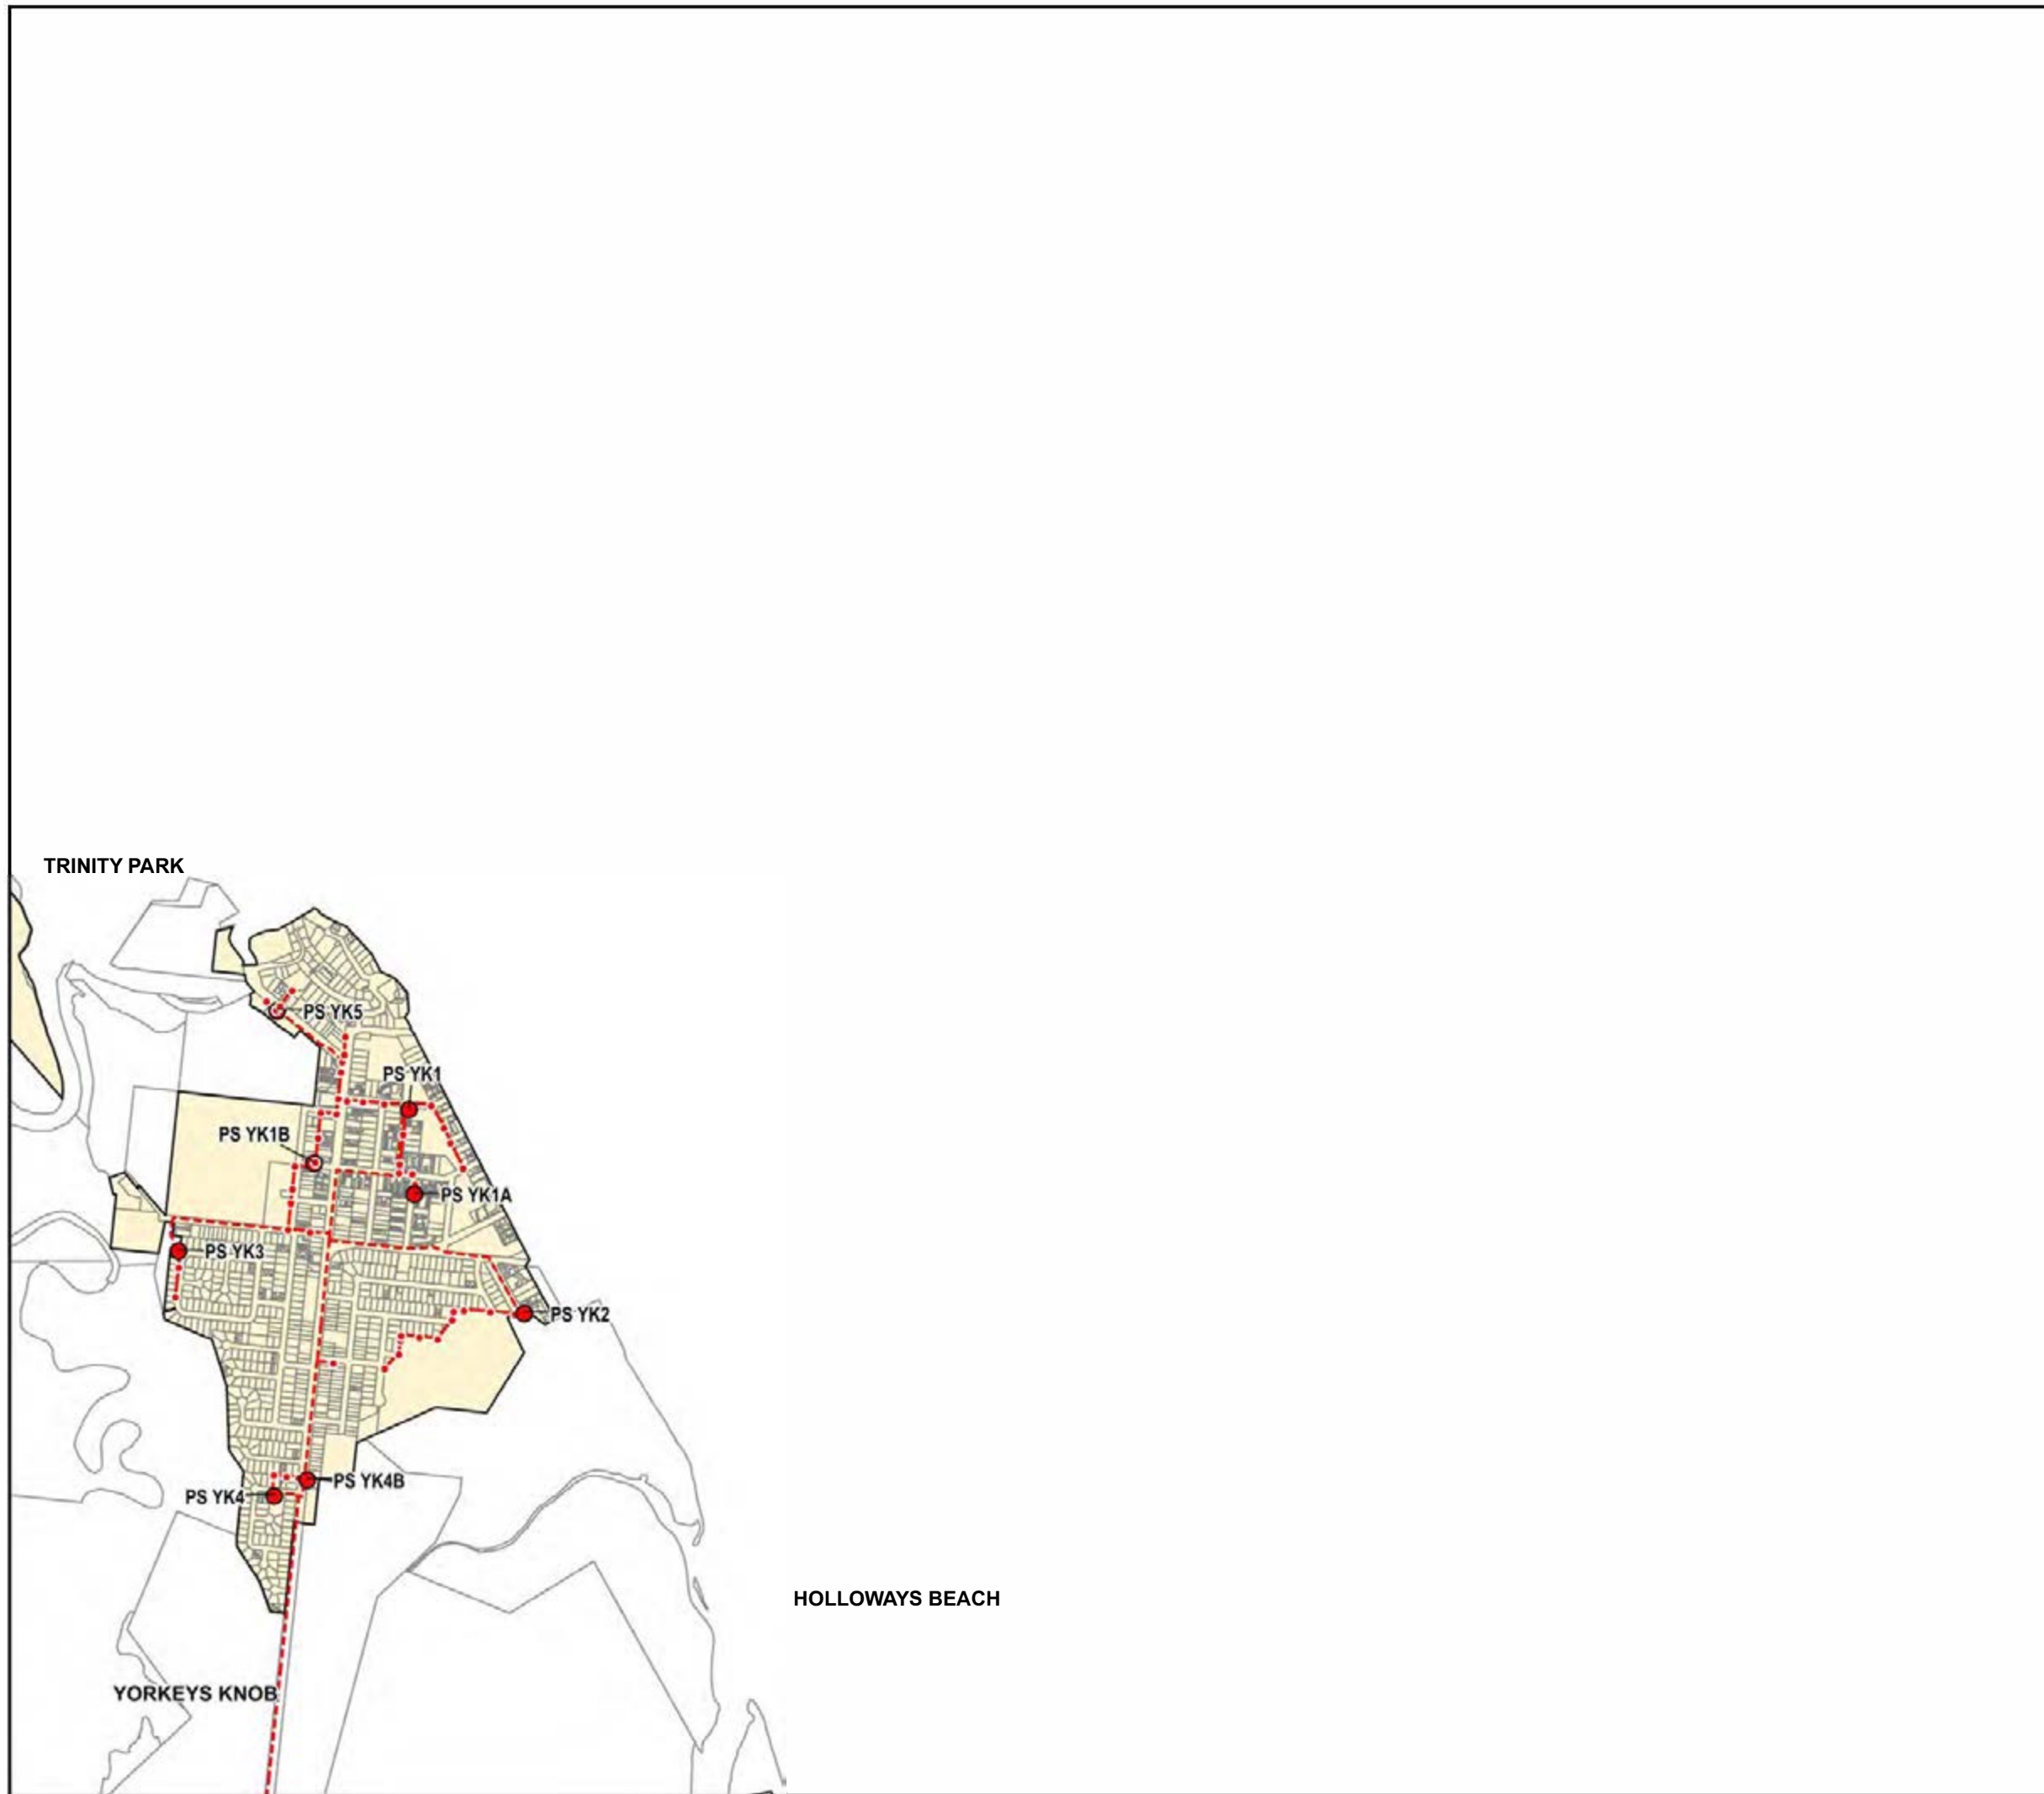 TRINITY PARK
PS YK5
PS YK1
PS YK1B
PS YK1A
PS YK3
PS YK2
PS YK4B
PS YK4
HOLLOWAYS BEACH
YORKEYS KNOB